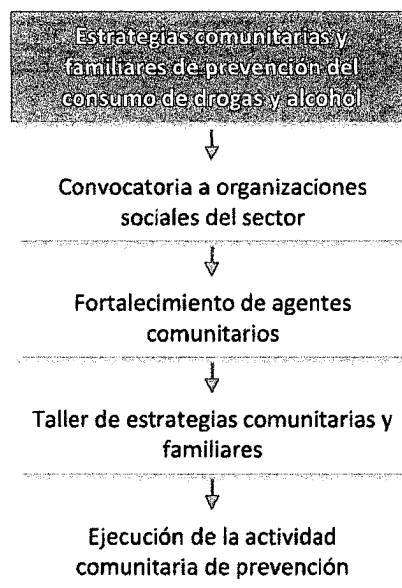 Estrategias comunitarias y
familiares de prevención del
consumo de drogas y alcohol
Convocatoria a organizaciones
sociales del sector
Fortalecimiento de agentes
comunitarios
Taller de estrategias comunitarias y
familiares
Ejecución de la actividad
comunitaria de prevención